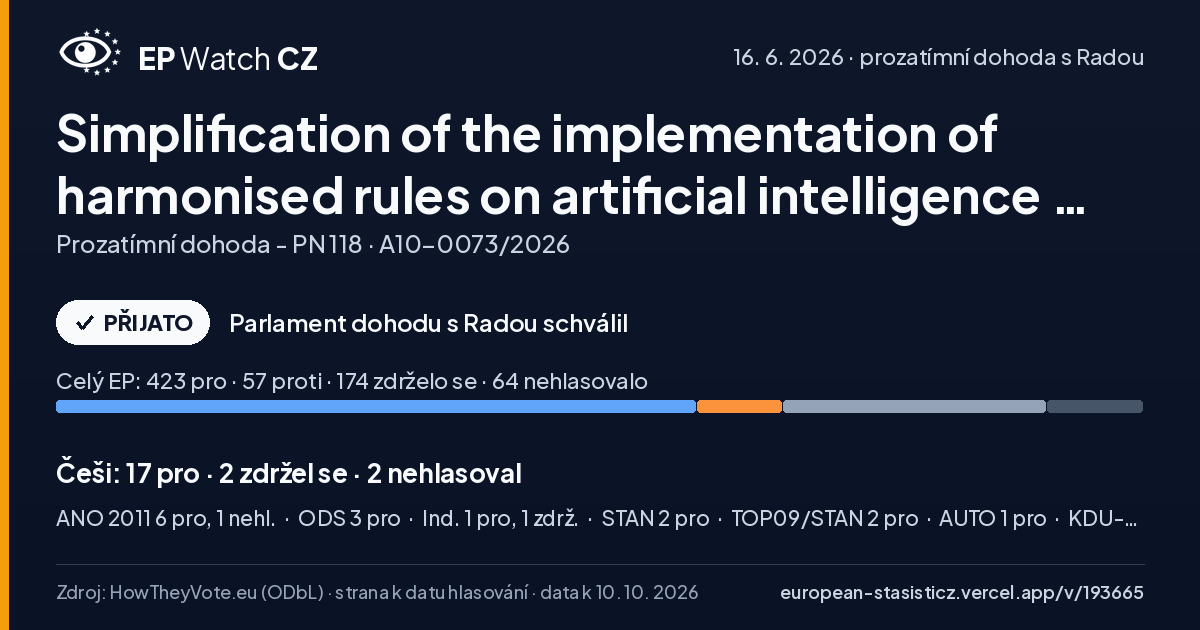 EP Watch CZ
16. 6. 2026 · prozatímní dohoda s Radou
Simplification of the implementation of
harmonised rules on artificial intelligence …
Prozatímní dohoda – PN 118 · A10–0073/2026
✓ PŘIJATO
Parlament dohodu s Radou schválil
Celý EP: 423 pro · 57 proti · 174 zdrželo se · 64 nehlasovalo
Češi: 17 pro · 2 zdržel se · 2 nehlasoval
ANO 2011 6 pro, 1 nehl. · ODS 3 pro · Ind. 1 pro, 1 zdrž. · STAN 2 pro · TOP09/STAN 2 pro · AUTO 1 pro · KDU-…
Zdroj: HowTheyVote.eu (ODbL) · strana k datu hlasování · data k 10. 10. 2026
european-stasisticz.vercel.app/v/193665